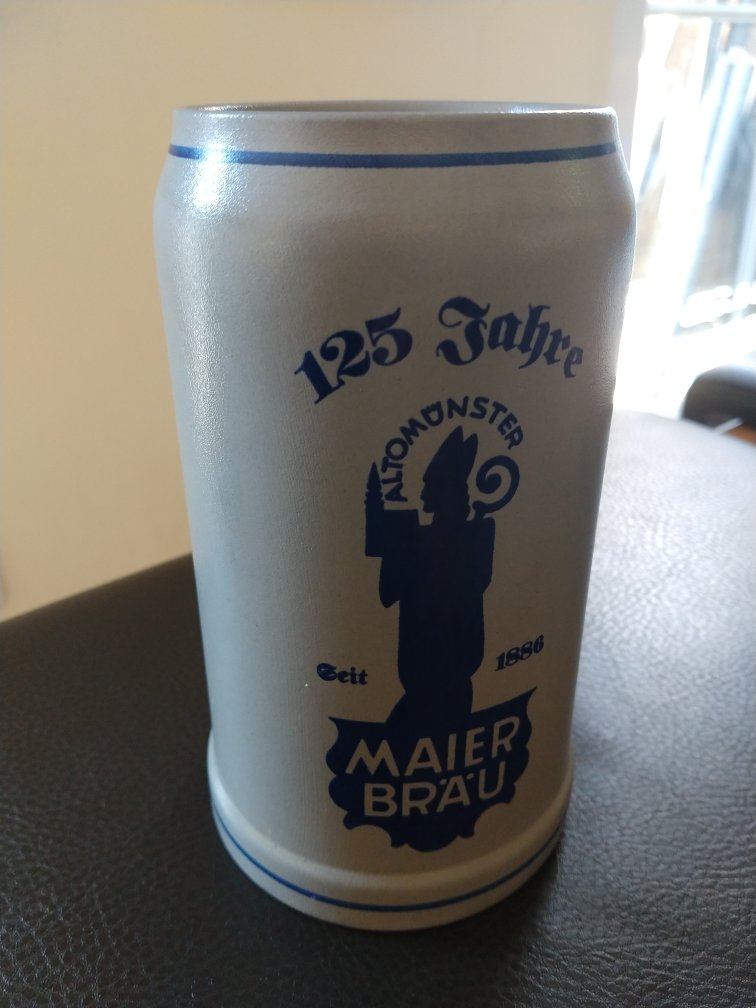 125 Jahre
ALTOMÜNSTER
Seit 1886
MAIER
BRÄU